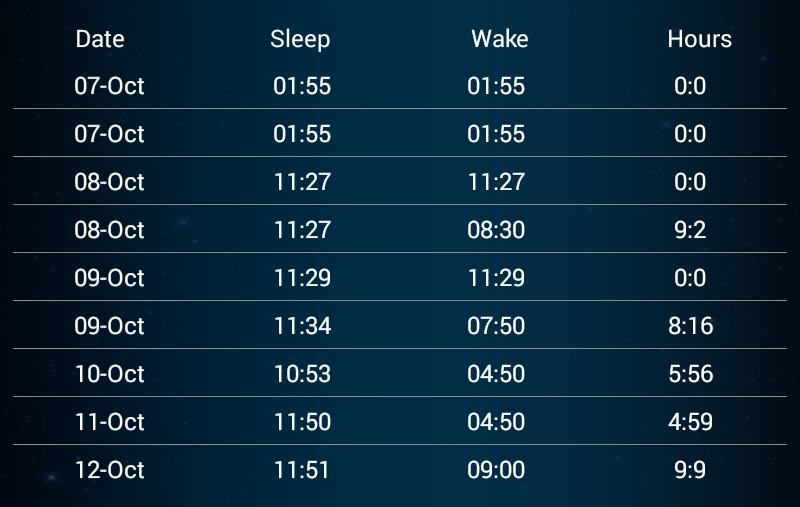 Date Sleep Wake Hours
07-Oct 01:55 01:55 0:0
07-Oct 01:55 01:55 0:0
08-Oct 11:27 11:27 0:0
08-Oct 11:27 08:30 9:2
09-Oct 11:29 11:29 0:0
09-Oct 11:34 07:50 8:16
10-Oct 10:53 04:50 5:56
11-Oct 11:50 04:50 4:59
12-Oct 11:51 09:00 9:9